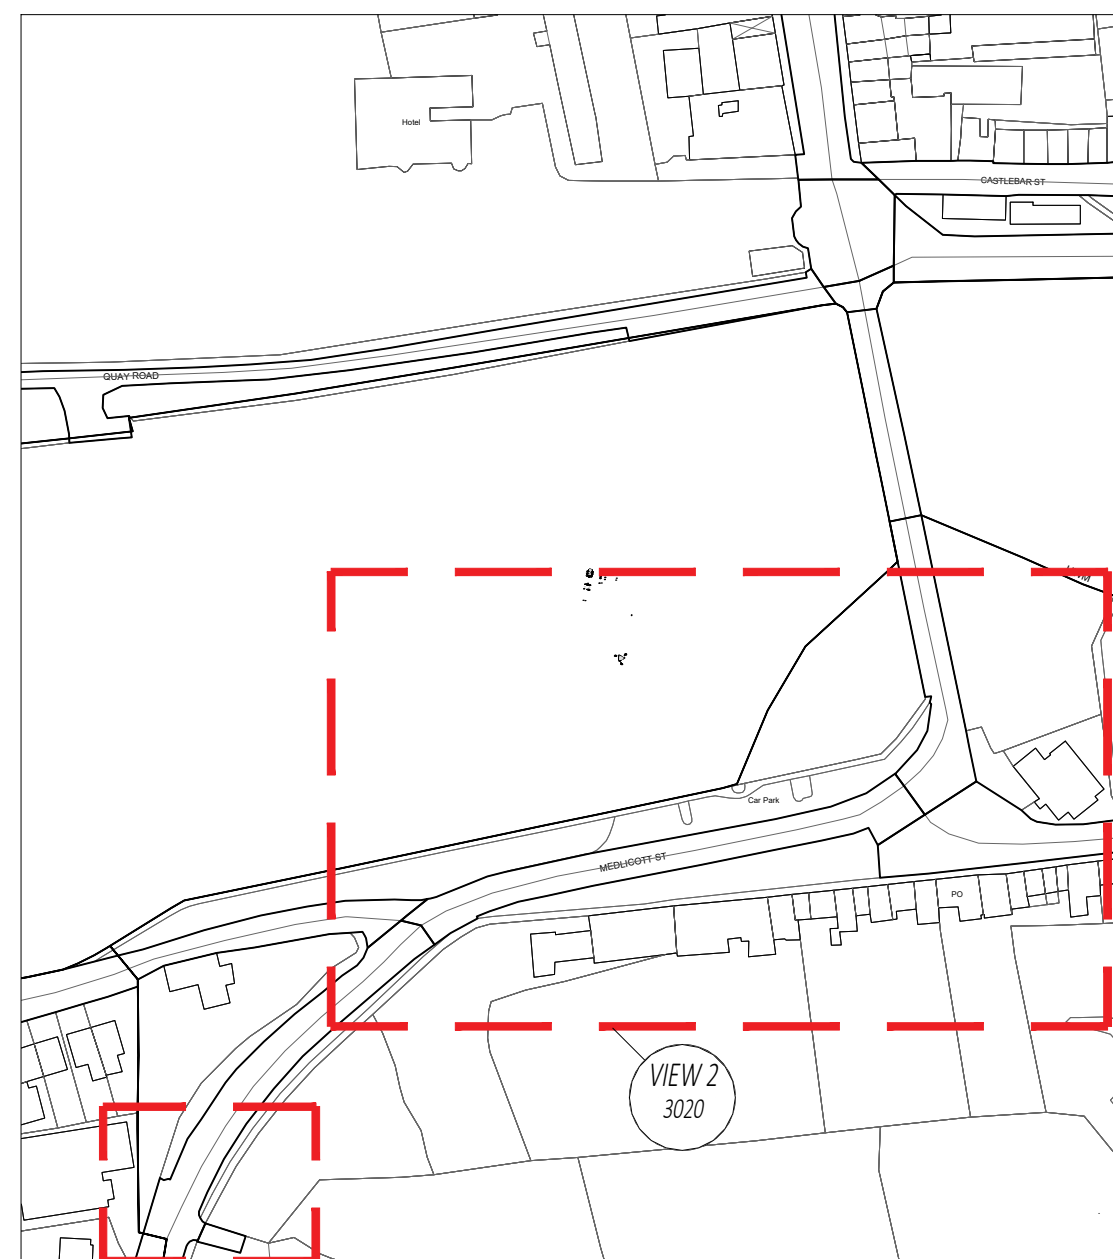 Hotel
CASTLEBAR ST
QUAY ROAD
Car Park
MEDLICOTT ST
PO
VIEW 2
3020